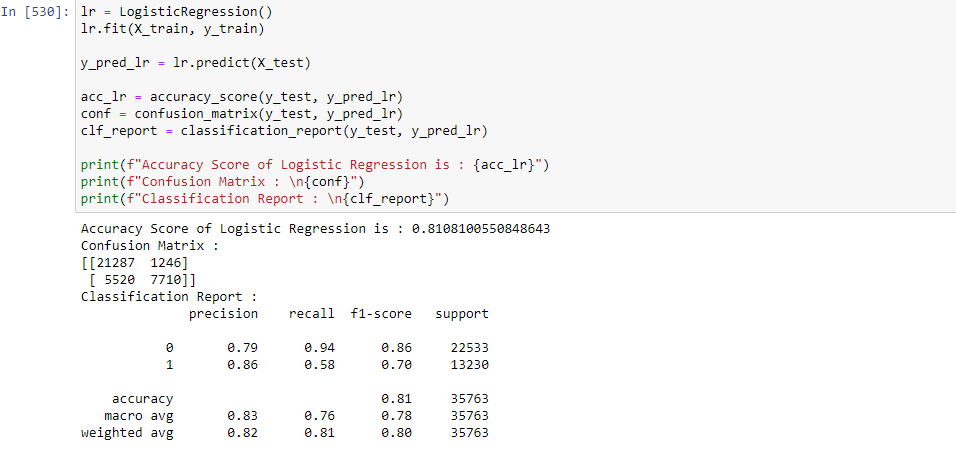 In [530]: lr = LogisticRegression()
lr.fit(X_train, y_train)
y_pred_lr = lr.predict(X_test)
acc_lr = accuracy_score(y_test, y_pred_lr)
conf = confusion_matrix(y_test, y_pred_lr)
clf_report = classification_report(y_test, y_pred_lr)
print(f"Accuracy Score of Logistic Regression is : {acc_lr}")
print(f"Confusion Matrix : \n{conf}")
print(f"Classification Report : \n{clf_report}")
Accuracy Score of Logistic Regression is : 0.8108100550848643
Confusion Matrix :
[[21287  1246]
 [ 5520  7710]]
Classification Report :
              precision    recall  f1-score   support
           0       0.79      0.94      0.86     22533
           1       0.86      0.58      0.70     13230
    accuracy                           0.81     35763
   macro avg       0.83      0.76      0.78     35763
weighted avg       0.82      0.81      0.80     35763